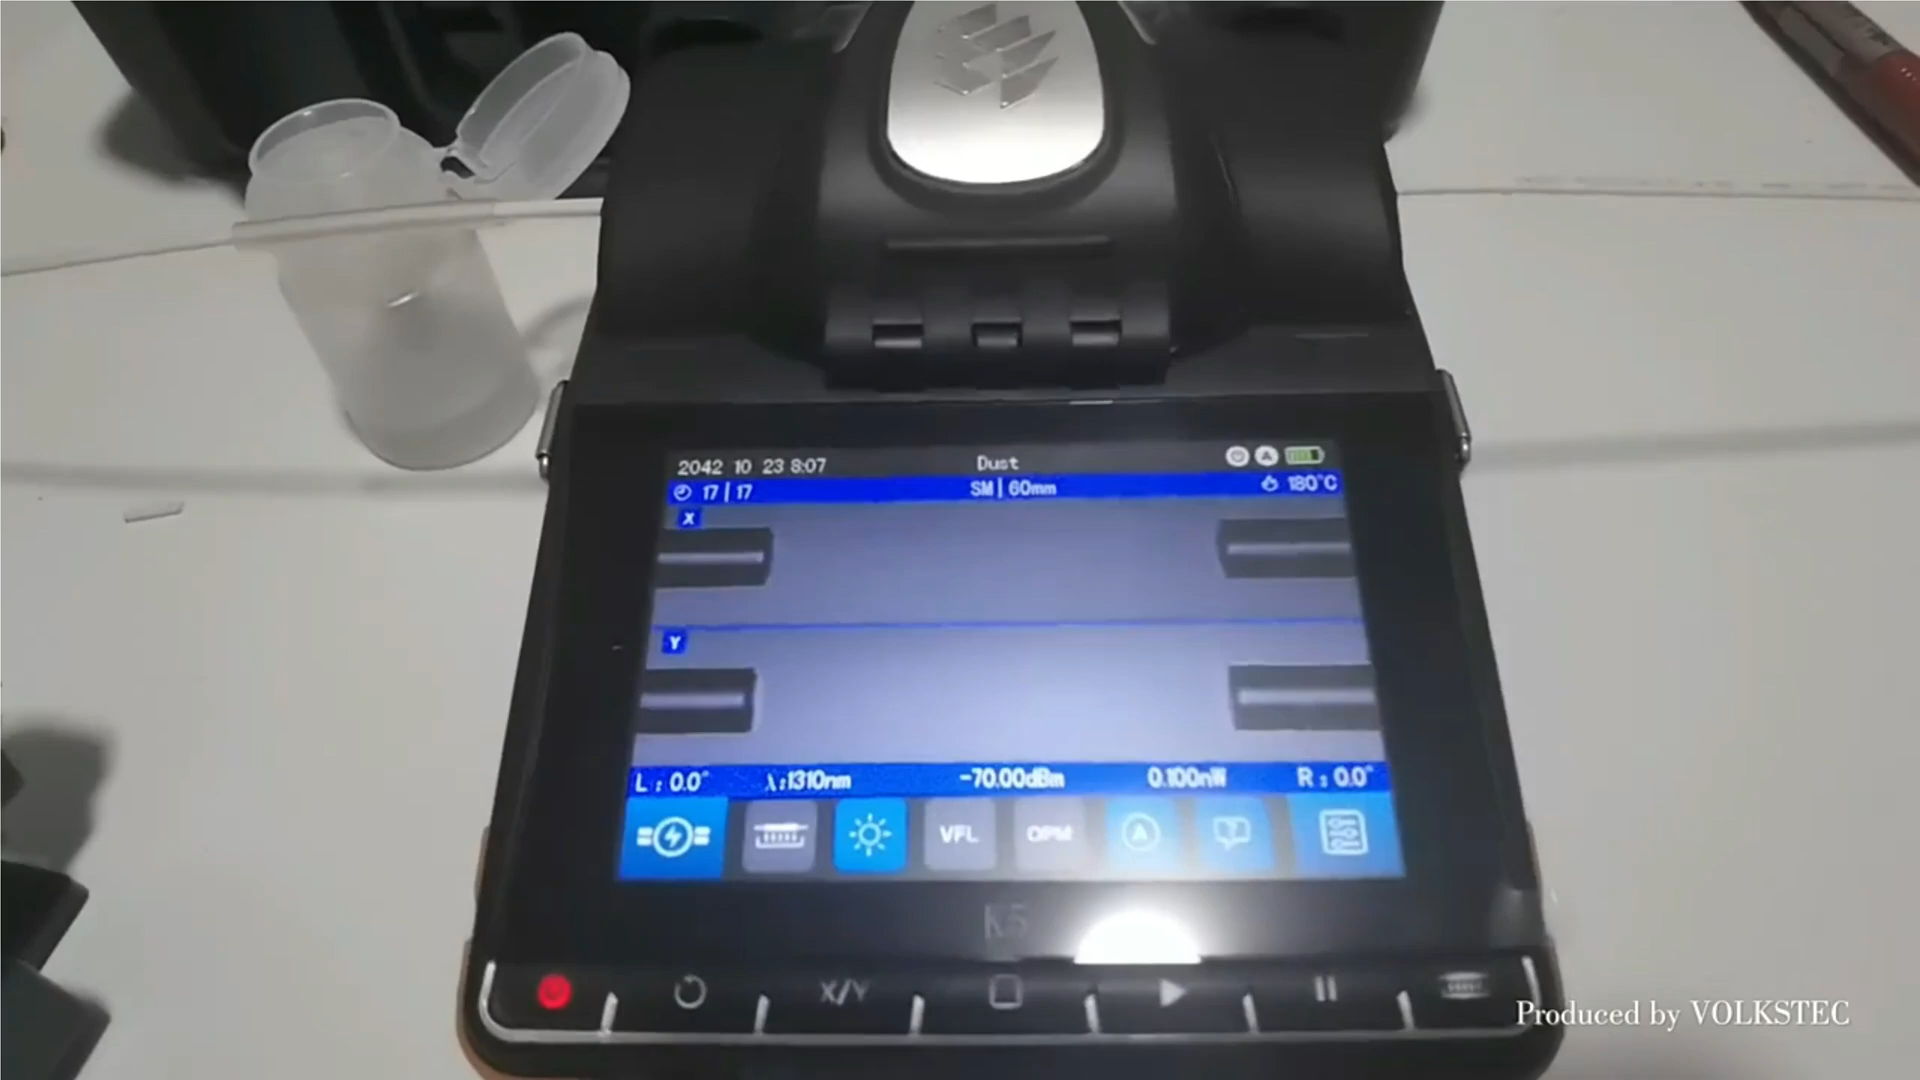 2042 10 23 8:07 Dust
17 | 17 SM | 60mm 180°C
X
Y
L : 0.0° λ:1310nm -70.00dBm 0.100nW R : 0.0°
VFL OPM A
K5
X/Y
Produced by VOLKSTEC